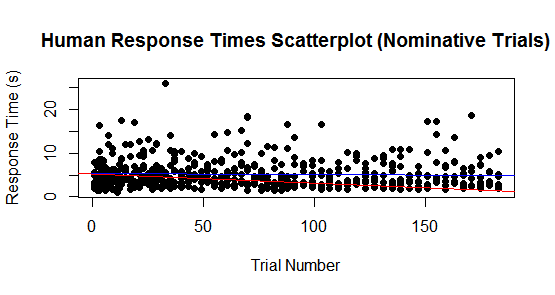 Human Response Times Scatterplot (Nominative Trials)
Response Time (s)
20
10
0
0 50 100 150
Trial Number